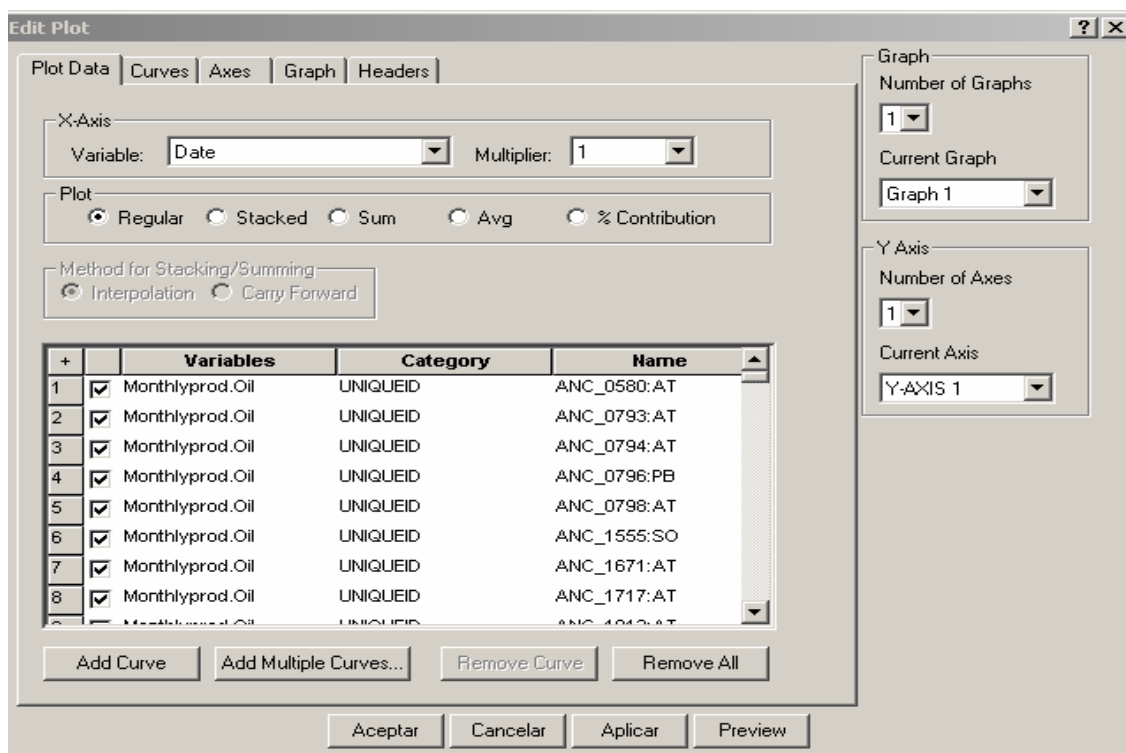 Edit Plot
? ×
Plot Data Curves Axes Graph Headers
X-Axis
Variable: Date Multiplier: 1
Plot
Regular Stacked Sum Avg % Contribution
Method for Stacking/Summing
Interpolation Carry Forward
+ Variables Category Name
1 Monthlyprod.Oil UNIQUEID ANC_0580:AT
2 Monthlyprod.Oil UNIQUEID ANC_0793:AT
3 Monthlyprod.Oil UNIQUEID ANC_0794:AT
4 Monthlyprod.Oil UNIQUEID ANC_0796:PB
5 Monthlyprod.Oil UNIQUEID ANC_0798:AT
6 Monthlyprod.Oil UNIQUEID ANC_1555:SO
7 Monthlyprod.Oil UNIQUEID ANC_1671:AT
8 Monthlyprod.Oil UNIQUEID ANC_1717:AT
Monthlyprod.Oil UNIQUEID
Add Curve Add Multiple Curves... Remove Curve Remove All
Graph
Number of Graphs
1
Current Graph
Graph 1
Y Axis
Number of Axes
1
Current Axis
Y-AXIS 1
Aceptar Cancelar Aplicar Preview